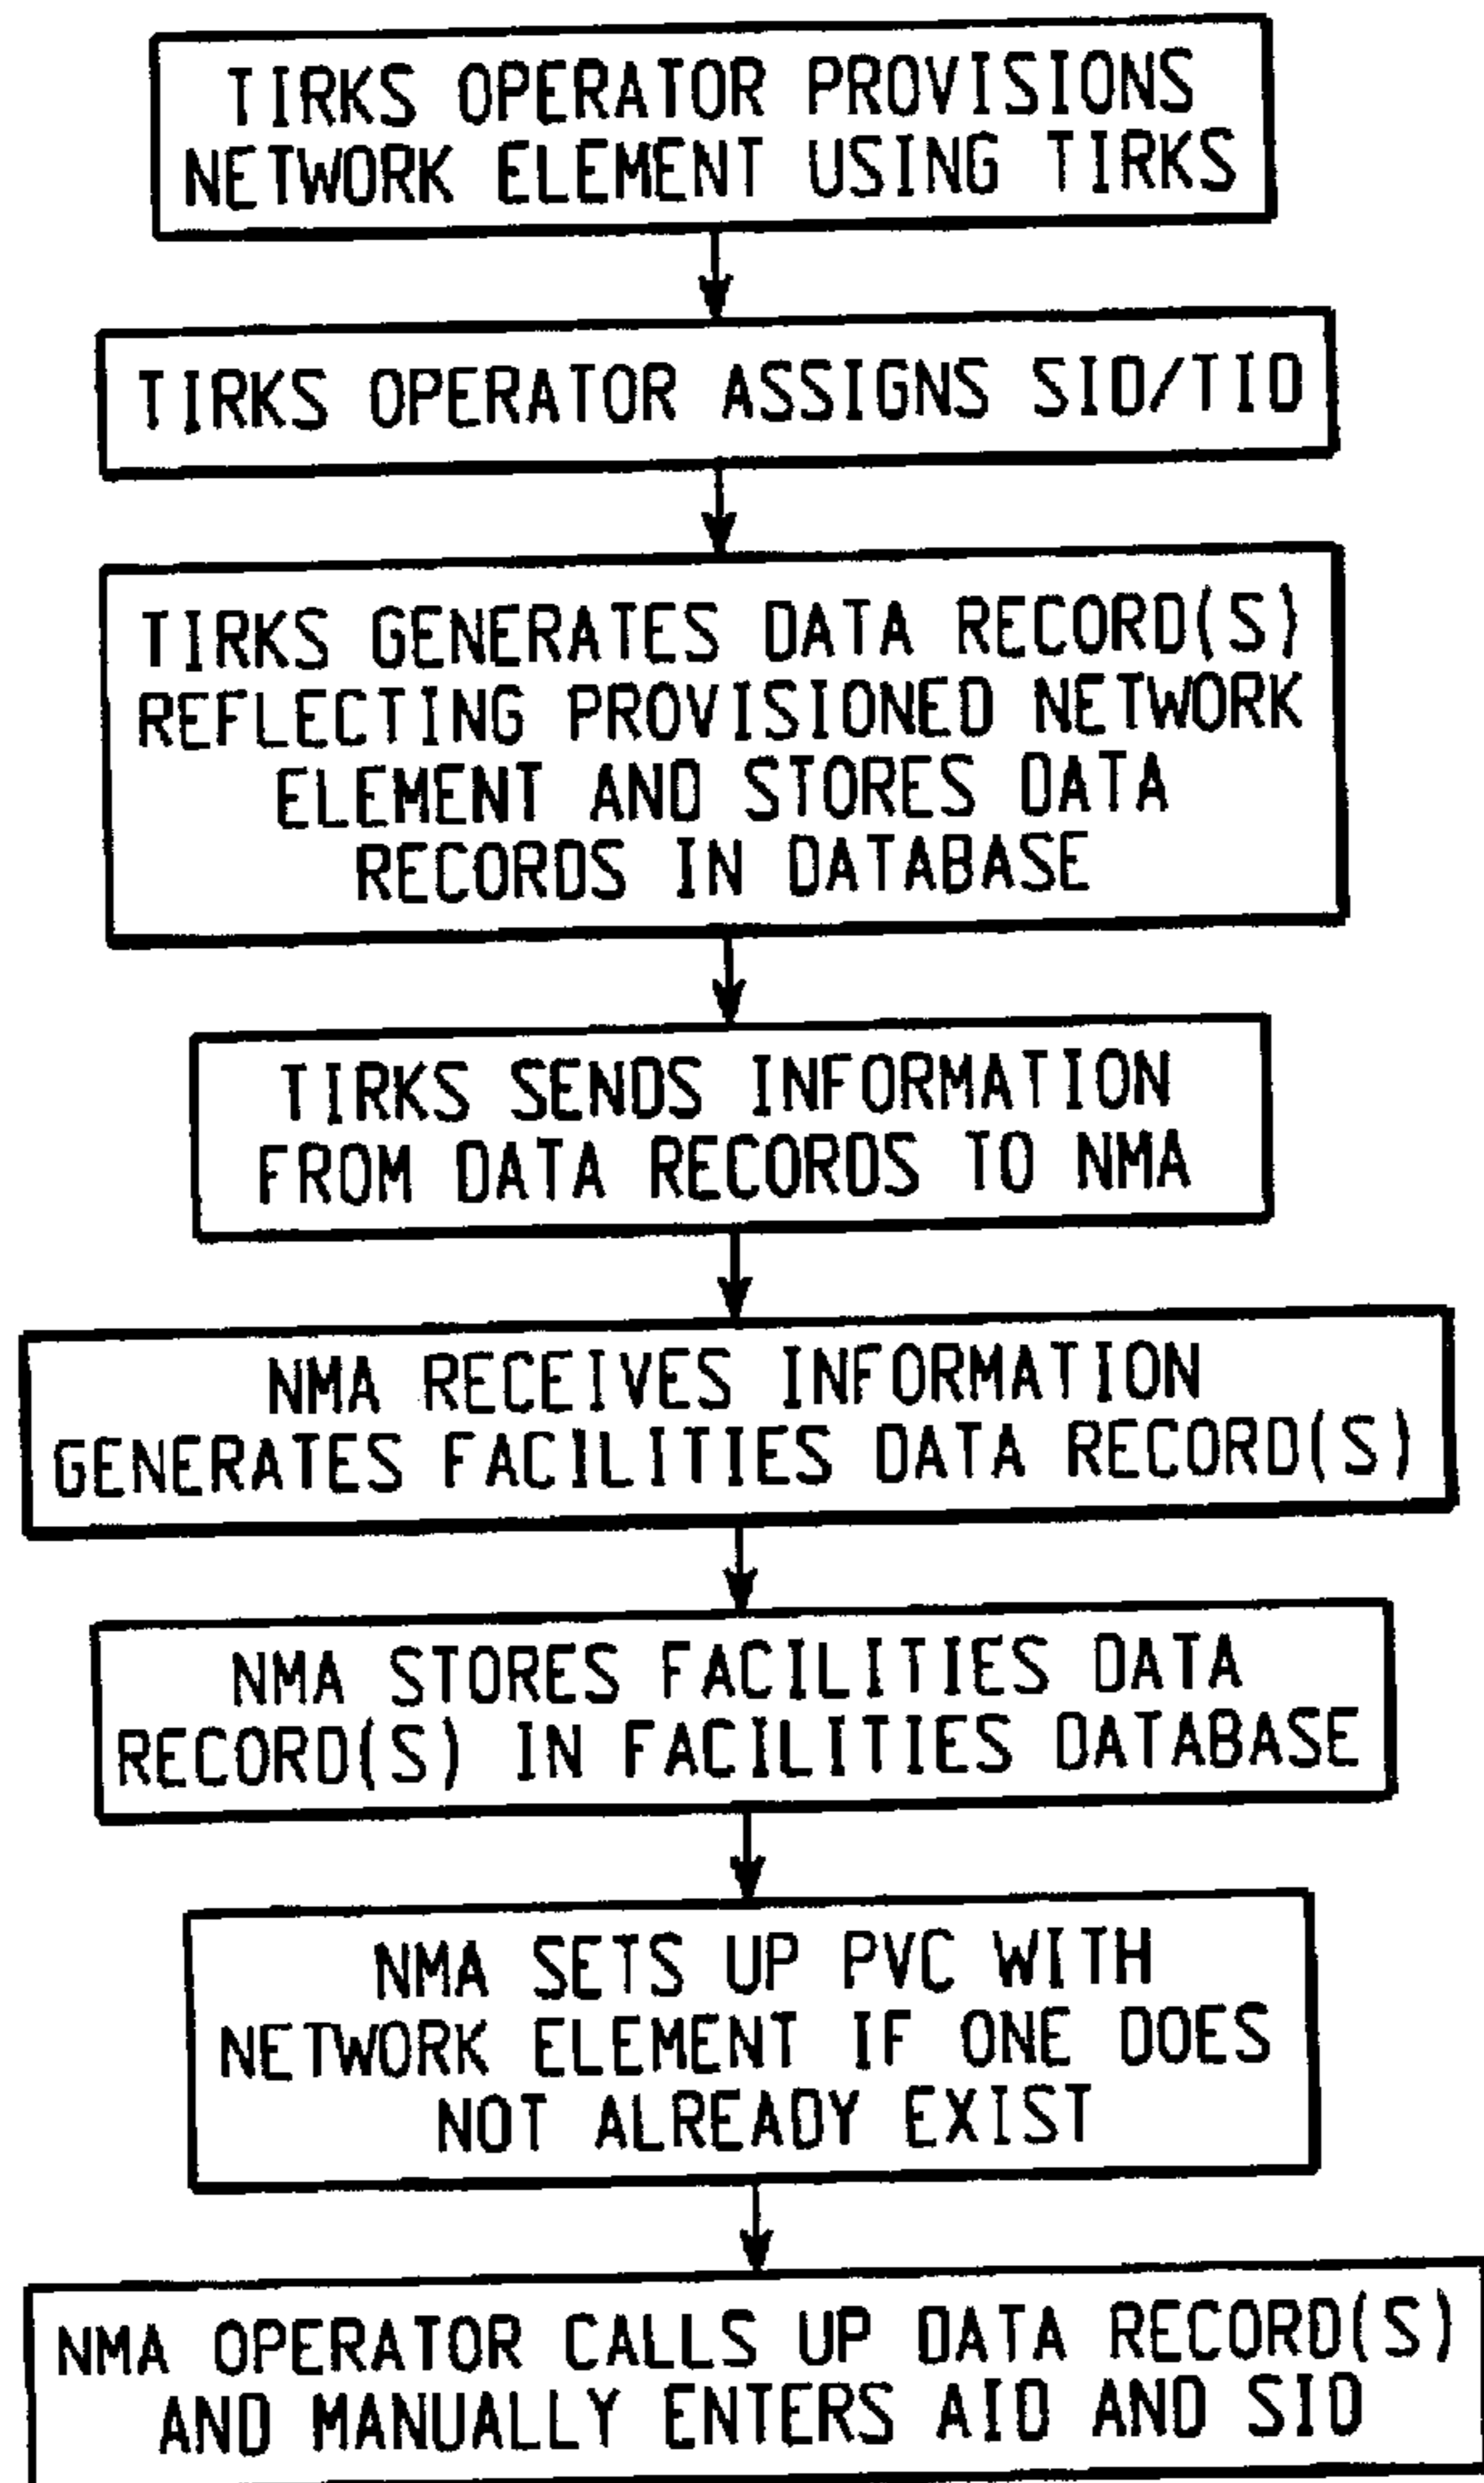 TIRKS OPERATOR PROVISIONS
NETWORK ELEMENT USING TIRKS
TIRKS OPERATOR ASSIGNS SID/TID
TIRKS GENERATES DATA RECORD(S)
REFLECTING PROVISIONED NETWORK
ELEMENT AND STORES DATA
RECORDS IN DATABASE
TIRKS SENDS INFORMATION
FROM DATA RECORDS TO NMA
NMA RECEIVES INFORMATION
GENERATES FACILITIES DATA RECORD(S)
NMA STORES FACILITIES DATA
RECORD(S) IN FACILITIES DATABASE
NMA SETS UP PVC WITH
NETWORK ELEMENT IF ONE DOES
NOT ALREADY EXIST
NMA OPERATOR CALLS UP DATA RECORD(S)
AND MANUALLY ENTERS AID AND SID